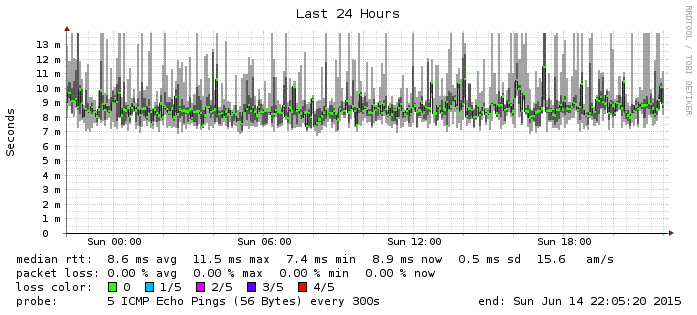 Last 24 Hours
RRDTOOL / TOBI OETIKER
Seconds
13 m
12 m
11 m
10 m
9 m
8 m
7 m
6 m
5 m
4 m
3 m
2 m
1 m
0
Sun 00:00 Sun 06:00 Sun 12:00 Sun 18:00
median rtt: 8.6 ms avg 11.5 ms max 7.4 ms min 8.9 ms now 0.5 ms sd 15.6 am/s
packet loss: 0.00 % avg 0.00 % max 0.00 % min 0.00 % now
loss color: 0 1/5 2/5 3/5 4/5
probe: 5 ICMP Echo Pings (56 Bytes) every 300s end: Sun Jun 14 22:05:20 2015